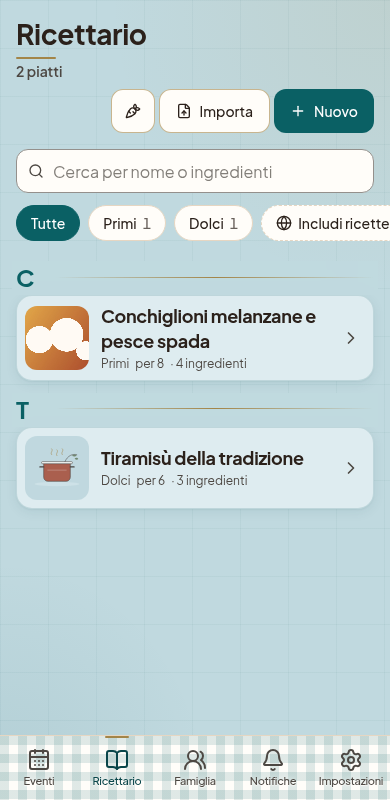 Ricettario
2 piatti
Importa
Nuovo
Cerca per nome o ingredienti
Tutte
Primi 1
Dolci 1
Includi ricette
C
Conchiglioni melanzane e
pesce spada
Primi per 8 · 4 ingredienti
T
Tiramisù della tradizione
Dolci per 6 · 3 ingredienti
Eventi
Ricettario
Famiglia
Notifiche
Impostazioni